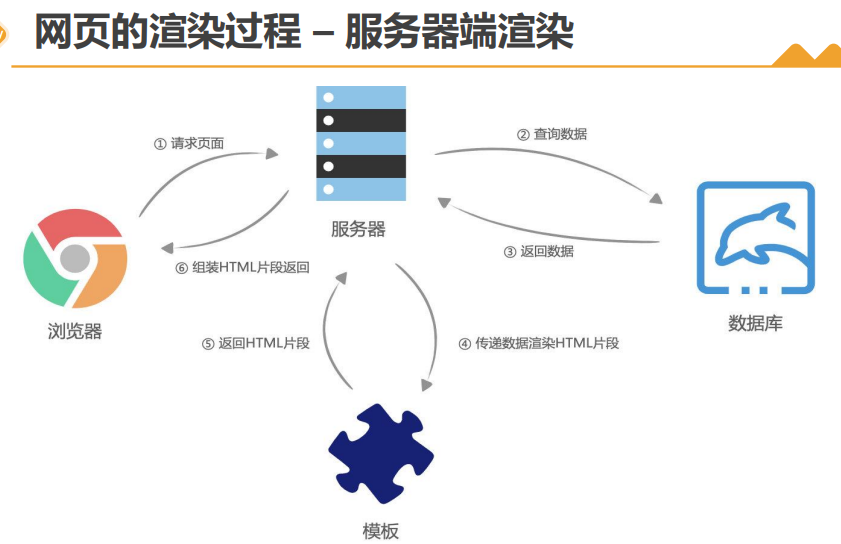 网页的渲染过程 – 服务器端渲染
① 请求页面
② 查询数据
服务器
③ 返回数据
⑥ 组装HTML片段返回
浏览器
数据库
⑤ 返回HTML片段
④ 传递数据渲染HTML片段
模板